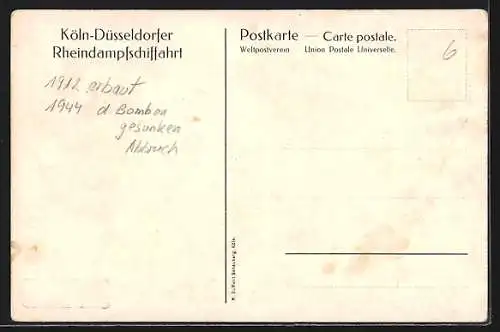 Köln-Düsseldorfer
Rheindampfschiffahrt
1912 erbaut
1944 d. Bomben
gesunken
Abbruch
Postkarte — Carte postale.
Weltpostverein Union Postale Universelle.
6